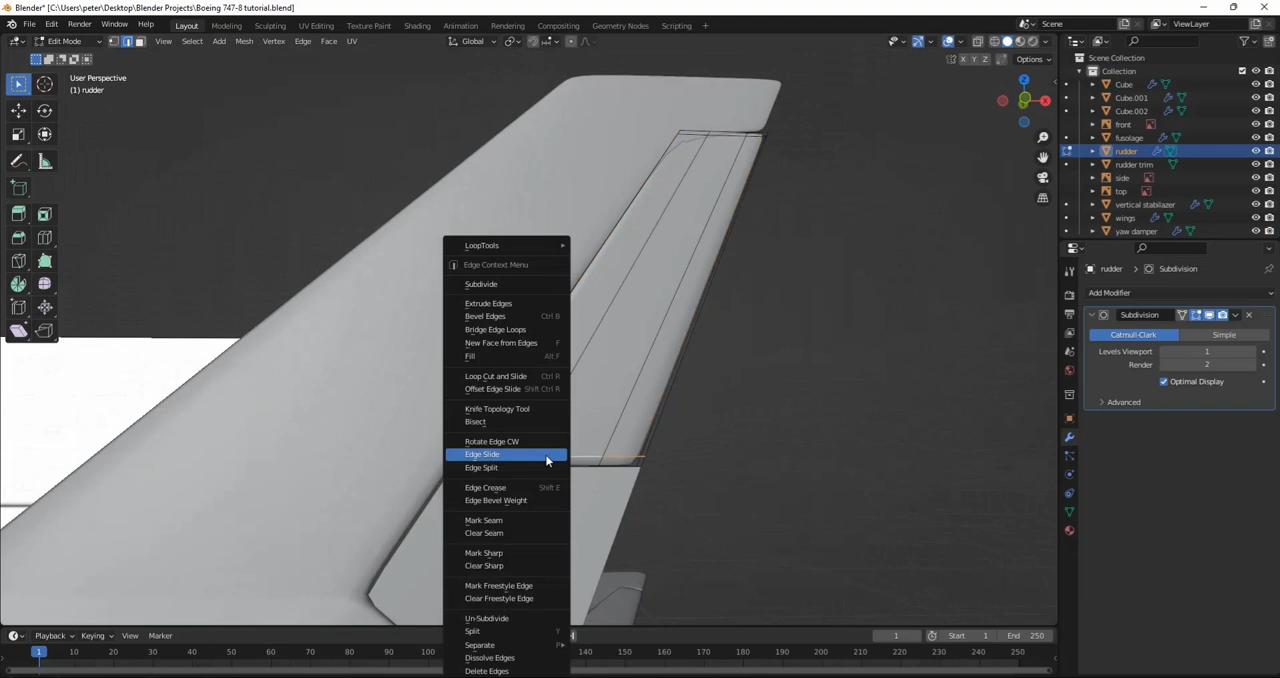 Blender* [C:\Users\peter\Desktop\Blender Projects\Boeing 747-8 tutorial.blend]
File Edit Render Window Help Layout Modeling Sculpting UV Editing Texture Paint Shading Animation Rendering Compositing Geometry Nodes Scripting + Scene ViewLayer
Edit Mode View Select Add Mesh Vertex Edge Face UV Global
X Y Z Options
User Perspective
(1) rudder
Z
X
LoopTools
Edge Context Menu
Subdivide
Extrude Edges
Bevel Edges Ctrl B
Bridge Edge Loops
New Face from Edges F
Fill Alt F
Loop Cut and Slide Ctrl R
Offset Edge Slide Shift Ctrl R
Knife Topology Tool
Bisect
Rotate Edge CW
Edge Slide
Edge Split
Edge Crease Shift E
Edge Bevel Weight
Mark Seam
Clear Seam
Mark Sharp
Clear Sharp
Mark Freestyle Edge
Clear Freestyle Edge
Un-Subdivide
Split Y
Separate P
Dissolve Edges
Delete Edges
Scene Collection
Collection
Cube
Cube.001
Cube.002
front
fusolage
rudder
rudder trim
side
top
vertical stabilazer
wings
yaw damper
rudder Subdivision
Add Modifier
Subdivision
Catmull-Clark Simple
Levels Viewport 1
Render 2
Optimal Display
Advanced
Playback Keying View Marker 1 Start 1 End 250
1 10 20 30 40 50 60 70 80 90 100 140 150 160 170 180 190 200 210 220 230 240 250